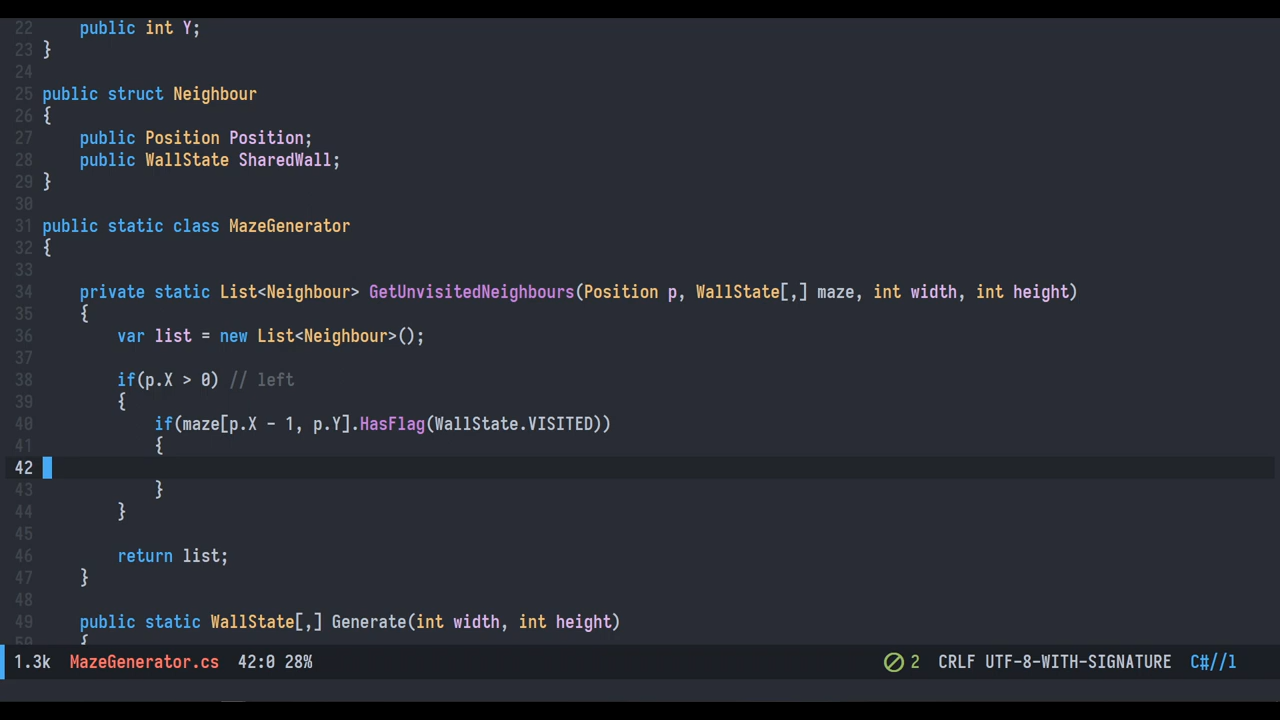 22 public int Y;
23 }
24
25 public struct Neighbour
26 {
27 public Position Position;
28 public WallState SharedWall;
29 }
30
31 public static class MazeGenerator
32 {
33
34 private static List<Neighbour> GetUnvisitedNeighbours(Position p, WallState[,] maze, int width, int height)
35 {
36 var list = new List<Neighbour>();
37
38 if(p.X > 0) // left
39 {
40 if(maze[p.X - 1, p.Y].HasFlag(WallState.VISITED))
41 {
42
43 }
44 }
45
46 return list;
47 }
48
49 public static WallState[,] Generate(int width, int height)
50 {
1.3k MazeGenerator.cs 42:0 28% 2 CRLF UTF-8-WITH-SIGNATURE C#//l